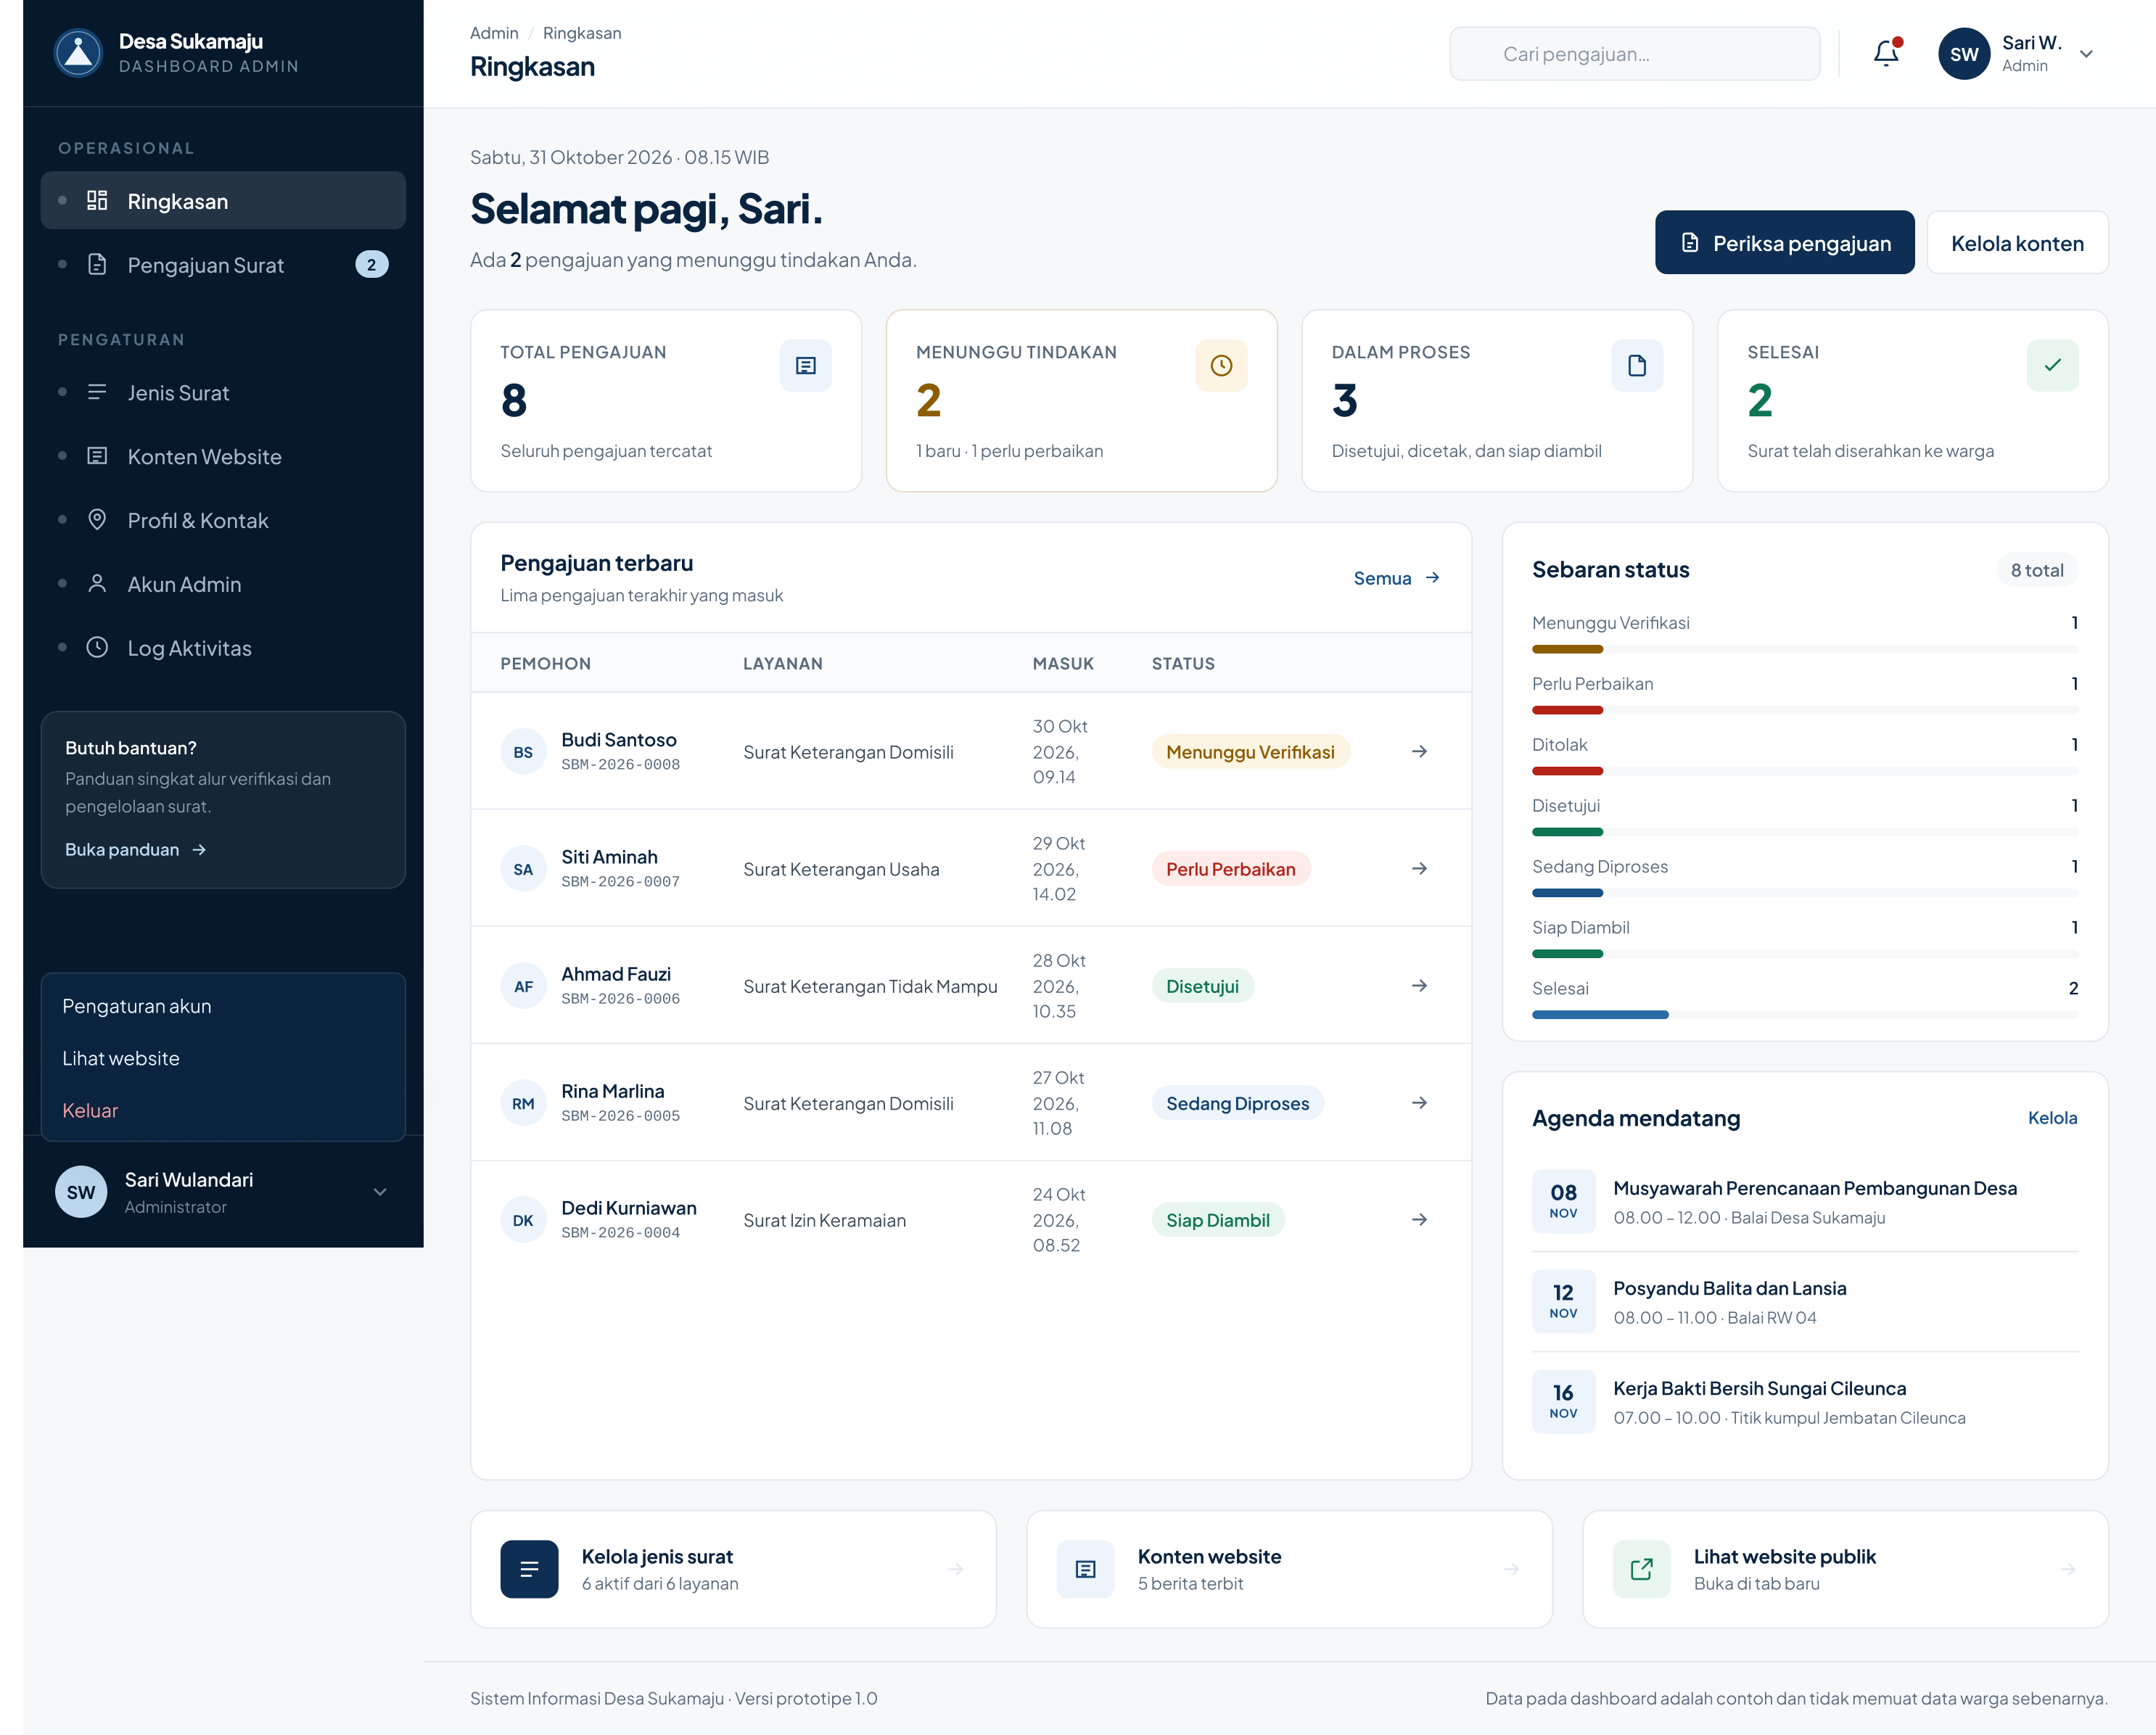 Desa Sukamaju
DASHBOARD ADMIN
OPERASIONAL
Ringkasan
Pengajuan Surat 2
PENGATURAN
Jenis Surat
Konten Website
Profil & Kontak
Akun Admin
Log Aktivitas
Butuh bantuan?
Panduan singkat alur verifikasi dan
pengelolaan surat.
Buka panduan →
Pengaturan akun
Lihat website
Keluar
SW
Sari Wulandari
Administrator
Admin / Ringkasan
Ringkasan
Cari pengajuan...
SW
Sari W.
Admin
Sabtu, 31 Oktober 2026 · 08.15 WIB
Selamat pagi, Sari.
Ada 2 pengajuan yang menunggu tindakan Anda.
Periksa pengajuan
Kelola konten
TOTAL PENGAJUAN
8
Seluruh pengajuan tercatat
MENUNGGU TINDAKAN
2
1 baru · 1 perlu perbaikan
DALAM PROSES
3
Disetujui, dicetak, dan siap diambil
SELESAI
2
Surat telah diserahkan ke warga
Pengajuan terbaru
Lima pengajuan terakhir yang masuk
Semua →
PEMOHON LAYANAN MASUK STATUS
BS
Budi Santoso
SBM-2026-0008
Surat Keterangan Domisili
30 Okt
2026,
09.14
Menunggu Verifikasi →
SA
Siti Aminah
SBM-2026-0007
Surat Keterangan Usaha
29 Okt
2026,
14.02
Perlu Perbaikan →
AF
Ahmad Fauzi
SBM-2026-0006
Surat Keterangan Tidak Mampu
28 Okt
2026,
10.35
Disetujui →
RM
Rina Marlina
SBM-2026-0005
Surat Keterangan Domisili
27 Okt
2026,
11.08
Sedang Diproses →
DK
Dedi Kurniawan
SBM-2026-0004
Surat Izin Keramaian
24 Okt
2026,
08.52
Siap Diambil →
Sebaran status
8 total
Menunggu Verifikasi 1
Perlu Perbaikan 1
Ditolak 1
Disetujui 1
Sedang Diproses 1
Siap Diambil 1
Selesai 2
Agenda mendatang
Kelola
08
NOV
Musyawarah Perencanaan Pembangunan Desa
08.00 – 12.00 · Balai Desa Sukamaju
12
NOV
Posyandu Balita dan Lansia
08.00 – 11.00 · Balai RW 04
16
NOV
Kerja Bakti Bersih Sungai Cileunca
07.00 – 10.00 · Titik kumpul Jembatan Cileunca
Kelola jenis surat
6 aktif dari 6 layanan
→
Konten website
5 berita terbit
→
Lihat website publik
Buka di tab baru
→
Sistem Informasi Desa Sukamaju · Versi prototipe 1.0
Data pada dashboard adalah contoh dan tidak memuat data warga sebenarnya.